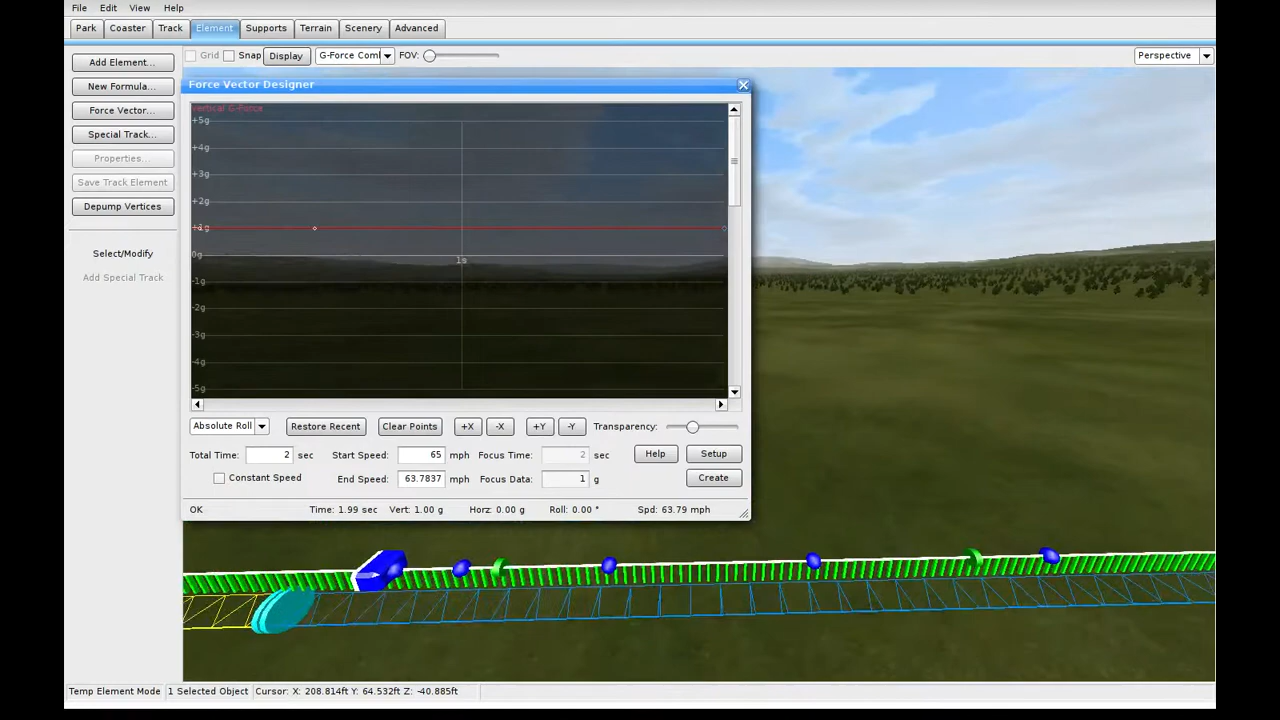 File Edit View Help
Park Coaster Track Element Supports Terrain Scenery Advanced
Grid Snap Display G-Force Coml FOV: Perspective
Add Element...
New Formula...
Force Vector...
Special Track...
Properties...
Save Track Element
Depump Vertices
Select/Modify
Add Special Track
Force Vector Designer
Vertical G-Force
+5g
+4g
+3g
+2g
+1g
0g
1s
-1g
-2g
-3g
-4g
-5g
Absolute Roll Restore Recent Clear Points +X -X +Y -Y Transparency:
Total Time: 2 sec Start Speed: 65 mph Focus Time: 2 sec Help Setup
Constant Speed End Speed: 63.7837 mph Focus Data: 1 g Create
OK Time: 1.99 sec Vert: 1.00 g Horz: 0.00 g Roll: 0.00 ° Spd: 63.79 mph
Temp Element Mode 1 Selected Object Cursor: X: 208.814ft Y: 64.532ft Z: -40.885ft